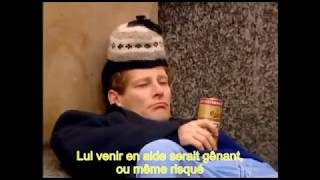 Lui venir en aide serait gênant,
ou même risqué